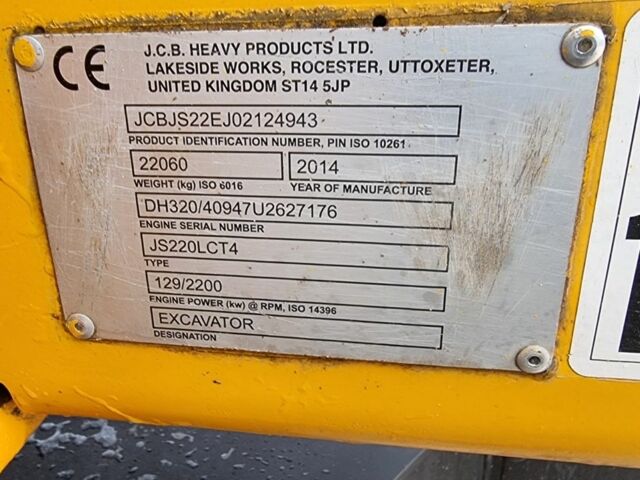 CE
J.C.B. HEAVY PRODUCTS LTD.
LAKESIDE WORKS, ROCESTER, UTTOXETER,
UNITED KINGDOM ST14 5JP
JCBJS22EJ02124943
PRODUCT IDENTIFICATION NUMBER, PIN ISO 10261
22060 2014
WEIGHT (kg) ISO 6016 YEAR OF MANUFACTURE
DH320/40947U2627176
ENGINE SERIAL NUMBER
JS220LCT4
TYPE
129/2200
ENGINE POWER (kw) @ RPM, ISO 14396
EXCAVATOR
DESIGNATION